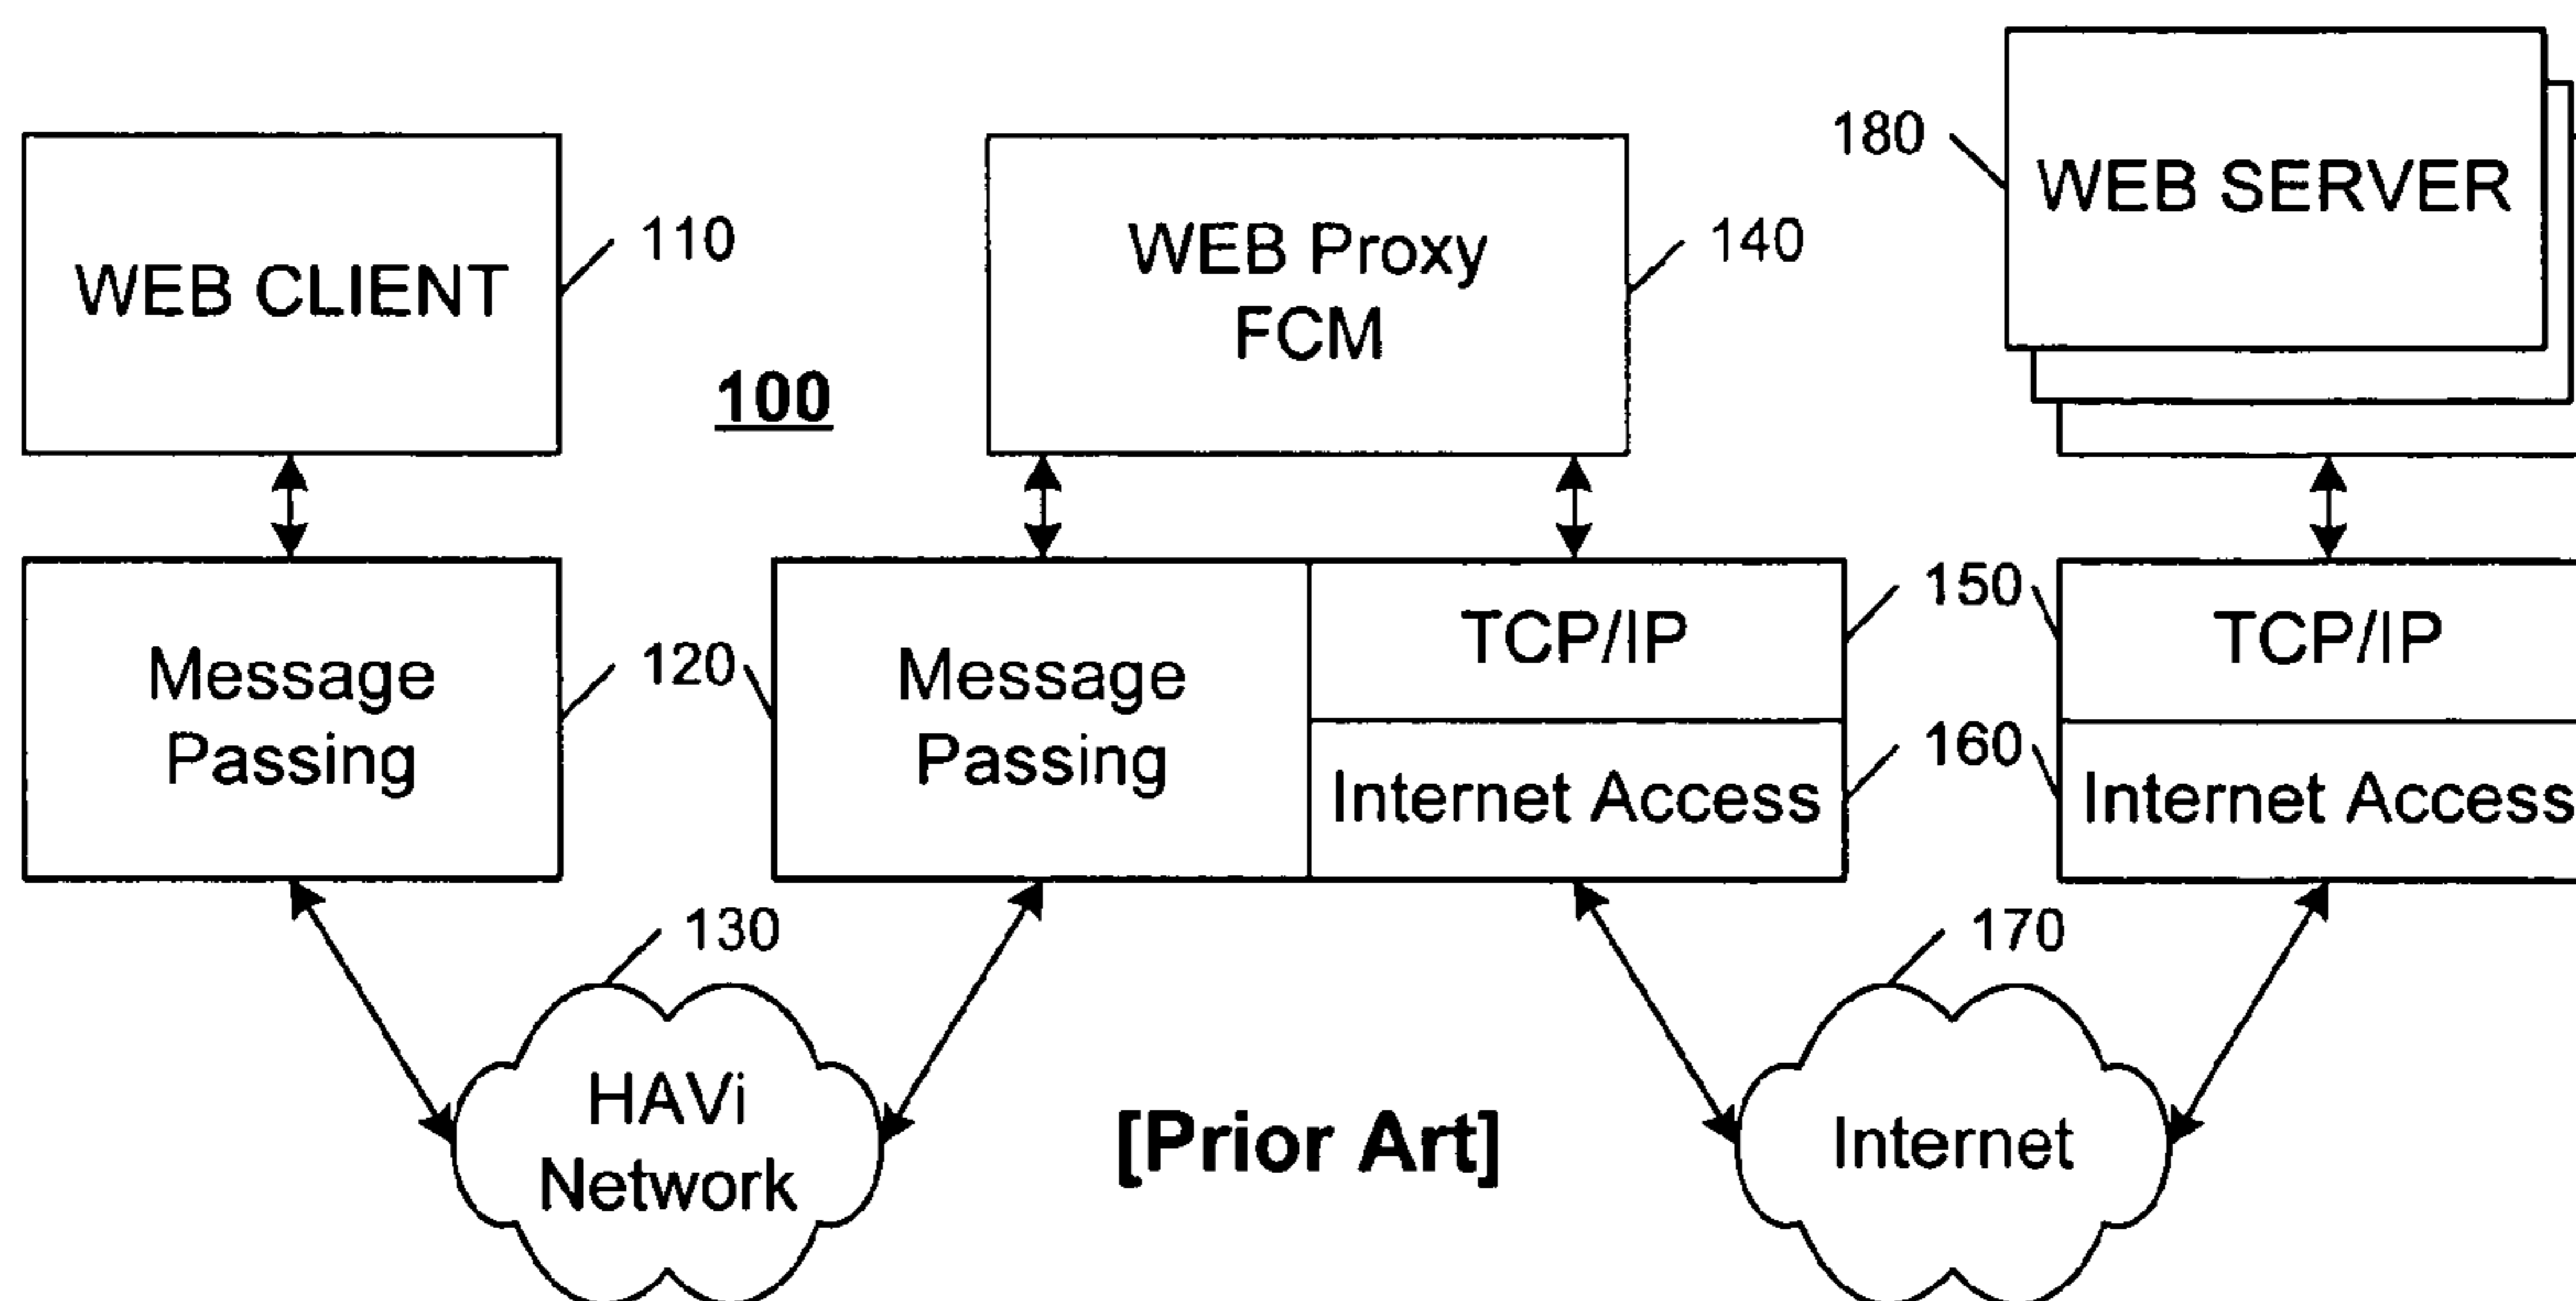 180
WEB SERVER
WEB CLIENT
110
WEB Proxy
FCM
140
100
Message
Passing
120
Message
Passing
TCP/IP
150
TCP/IP
Internet Access
160
Internet Access
130
170
HAVi
Network
[Prior Art]
Internet